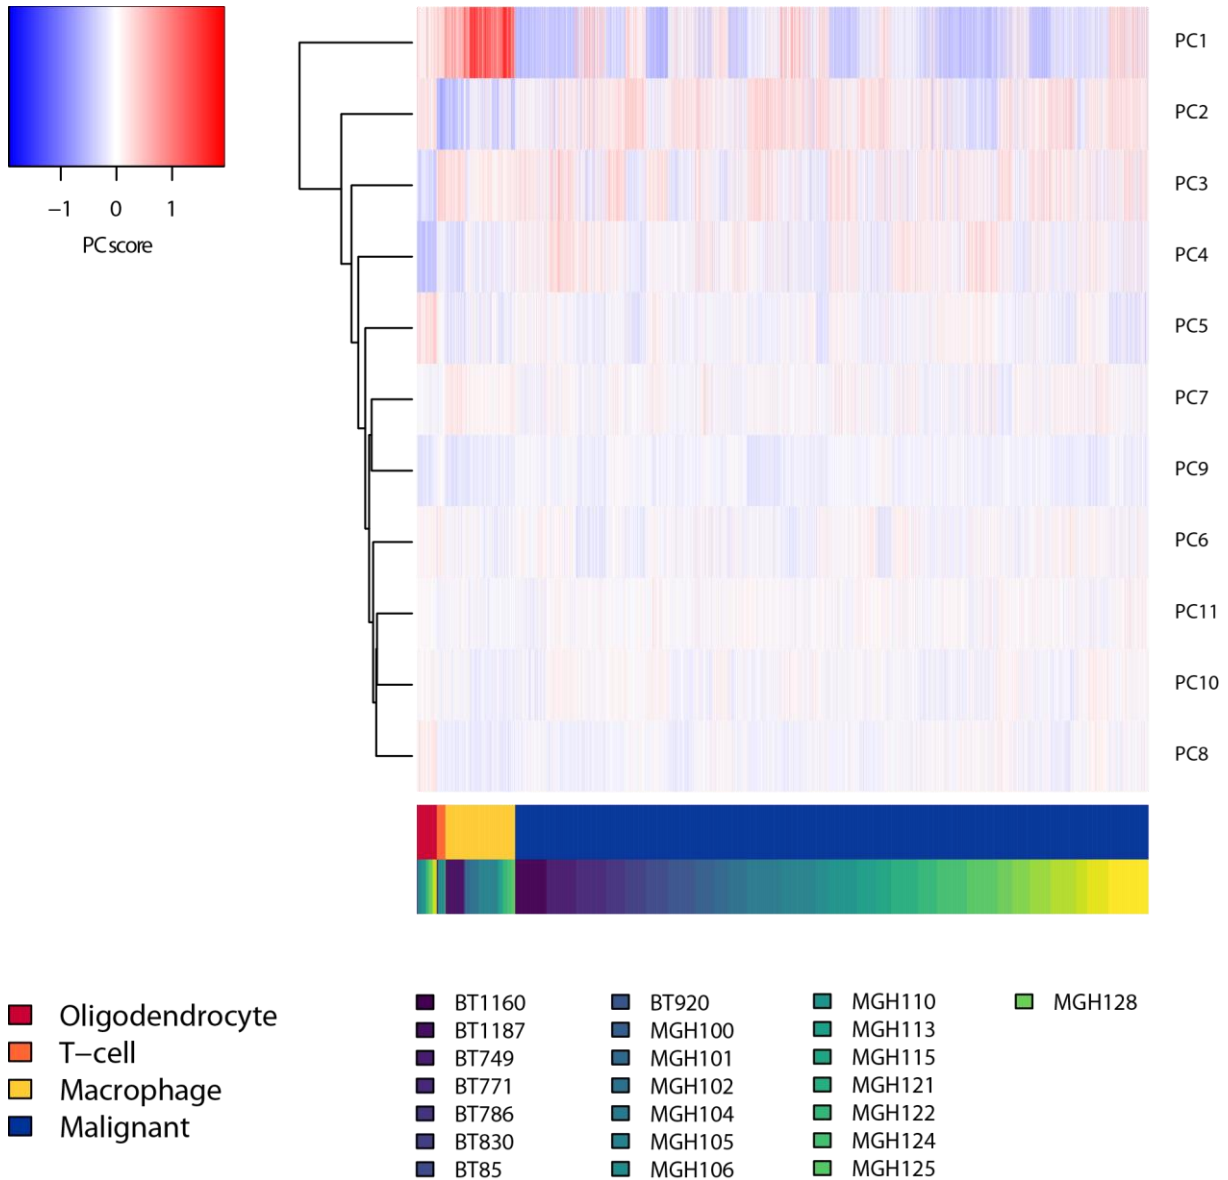 PC1
PC2
PC3
−1 0 1
PC score
PC4
PC5
PC7
PC9
PC6
PC11
PC10
PC8
Oligodendrocyte
T−cell
Macrophage
Malignant
BT1160
BT1187
BT749
BT771
BT786
BT830
BT85
BT920
MGH100
MGH101
MGH102
MGH104
MGH105
MGH106
MGH110
MGH113
MGH115
MGH121
MGH122
MGH124
MGH125
MGH128